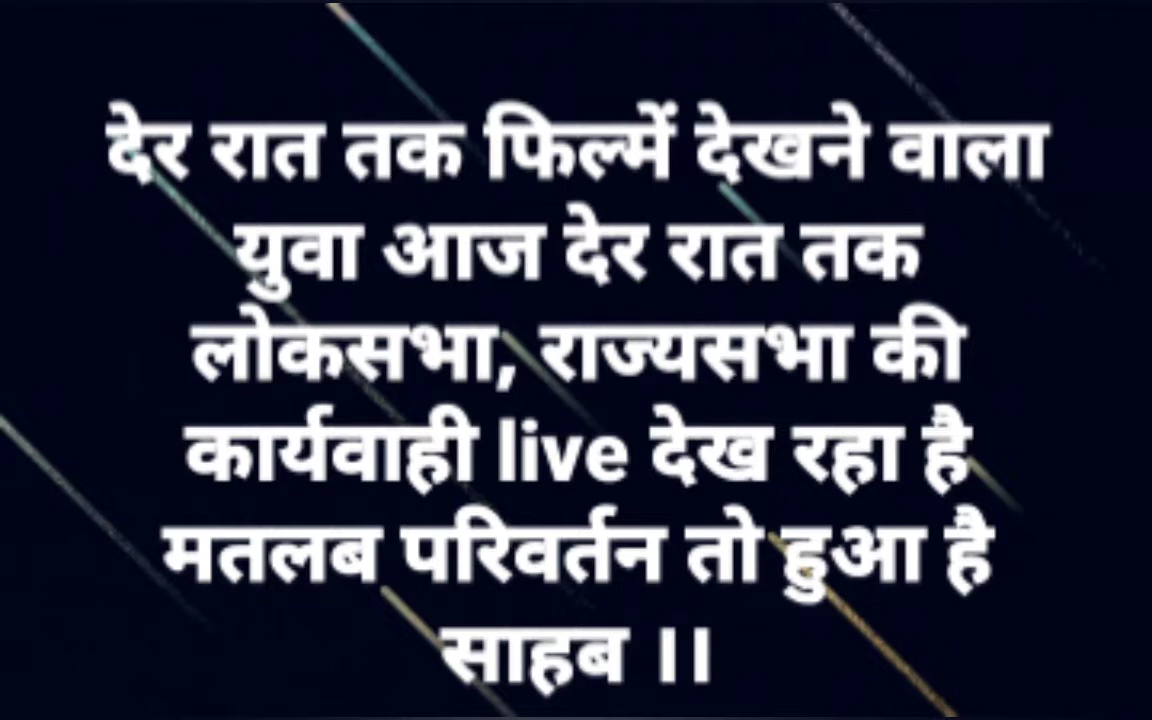 देर रात तक फिल्में देखने वाला
युवा आज देर रात तक
लोकसभा, राज्यसभा की
कार्यवाही live देख रहा है
मतलब परिवर्तन तो हुआ है
साहब ।।